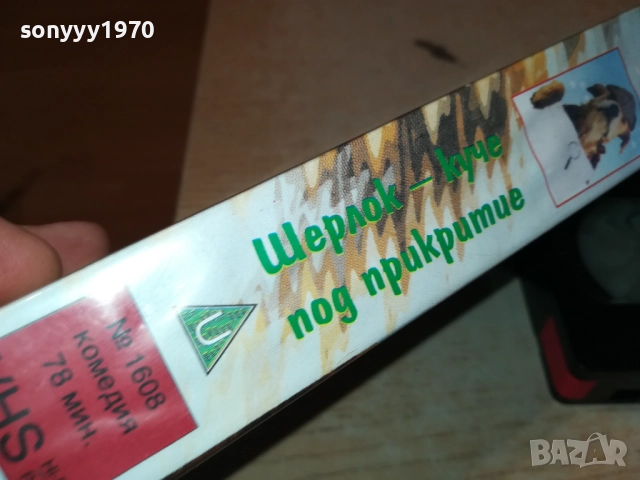 sonyyy1970
Шерлок – куче
под прикритие
U
№ 1608
комедия
78 мин.
VHS
BAZAR